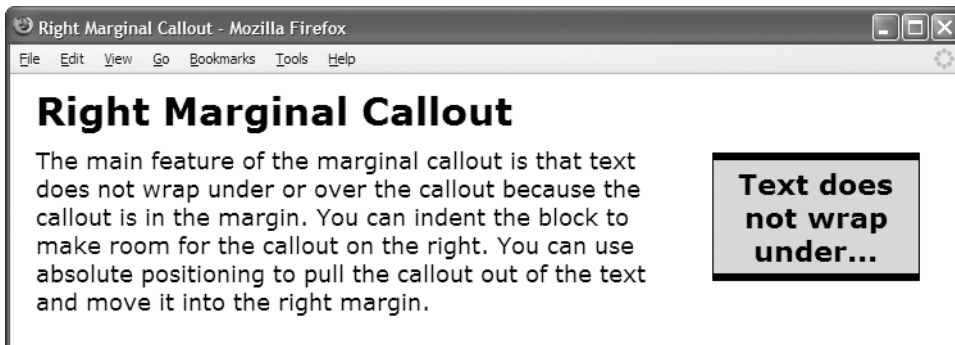 Right Marginal Callout - Mozilla Firefox
File Edit View Go Bookmarks Tools Help
Right Marginal Callout
The main feature of the marginal callout is that text
does not wrap under or over the callout because the
callout is in the margin. You can indent the block to
make room for the callout on the right. You can use
absolute positioning to pull the callout out of the text
and move it into the right margin.
Text does
not wrap
under...